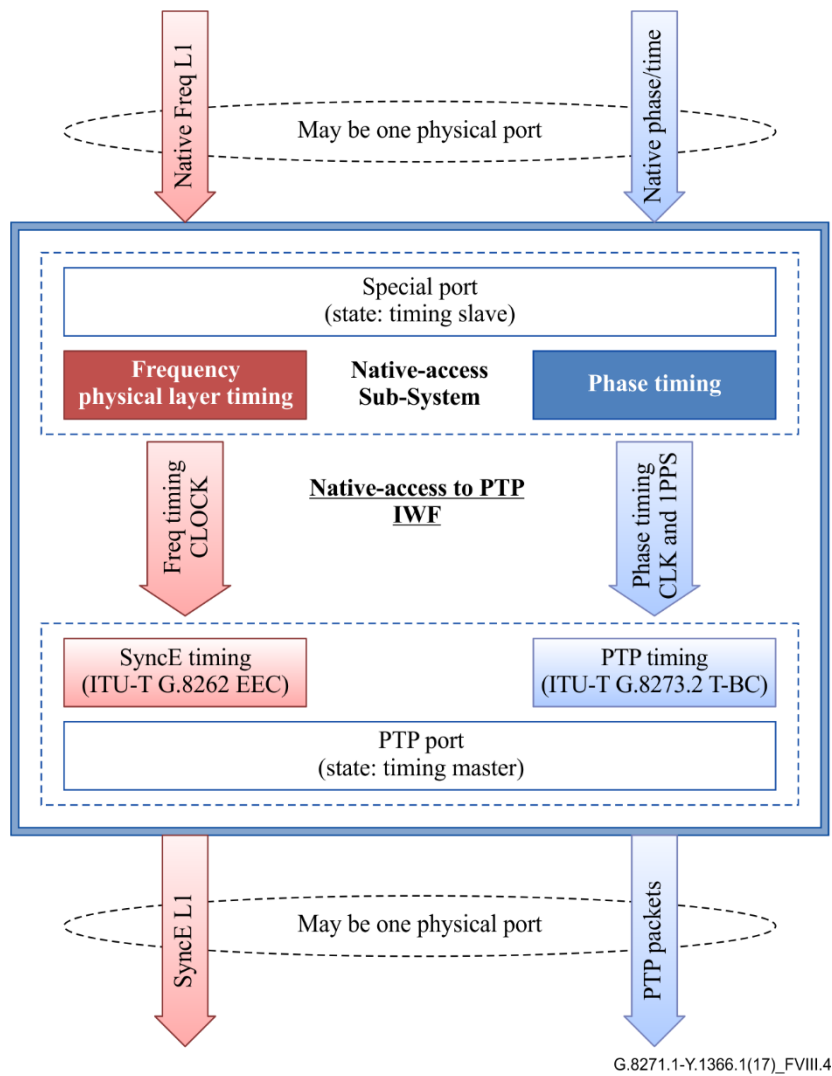 Native Freq L1
May be one physical port
Native phase/time
Special port
(state: timing slave)
Frequency
physical layer timing
Native-access
Sub-System
Phase timing
Freq timing
CLOCK
Native-access to PTP
IWF
Phase timing
CLK and 1PPS
SyncE timing
(ITU-T G.8262 EEC)
PTP timing
(ITU-T G.8273.2 T-BC)
PTP port
(state: timing master)
SyncE L1
May be one physical port
PTP packets
G.8271.1-Y.1366.1(17)_FVIII.4